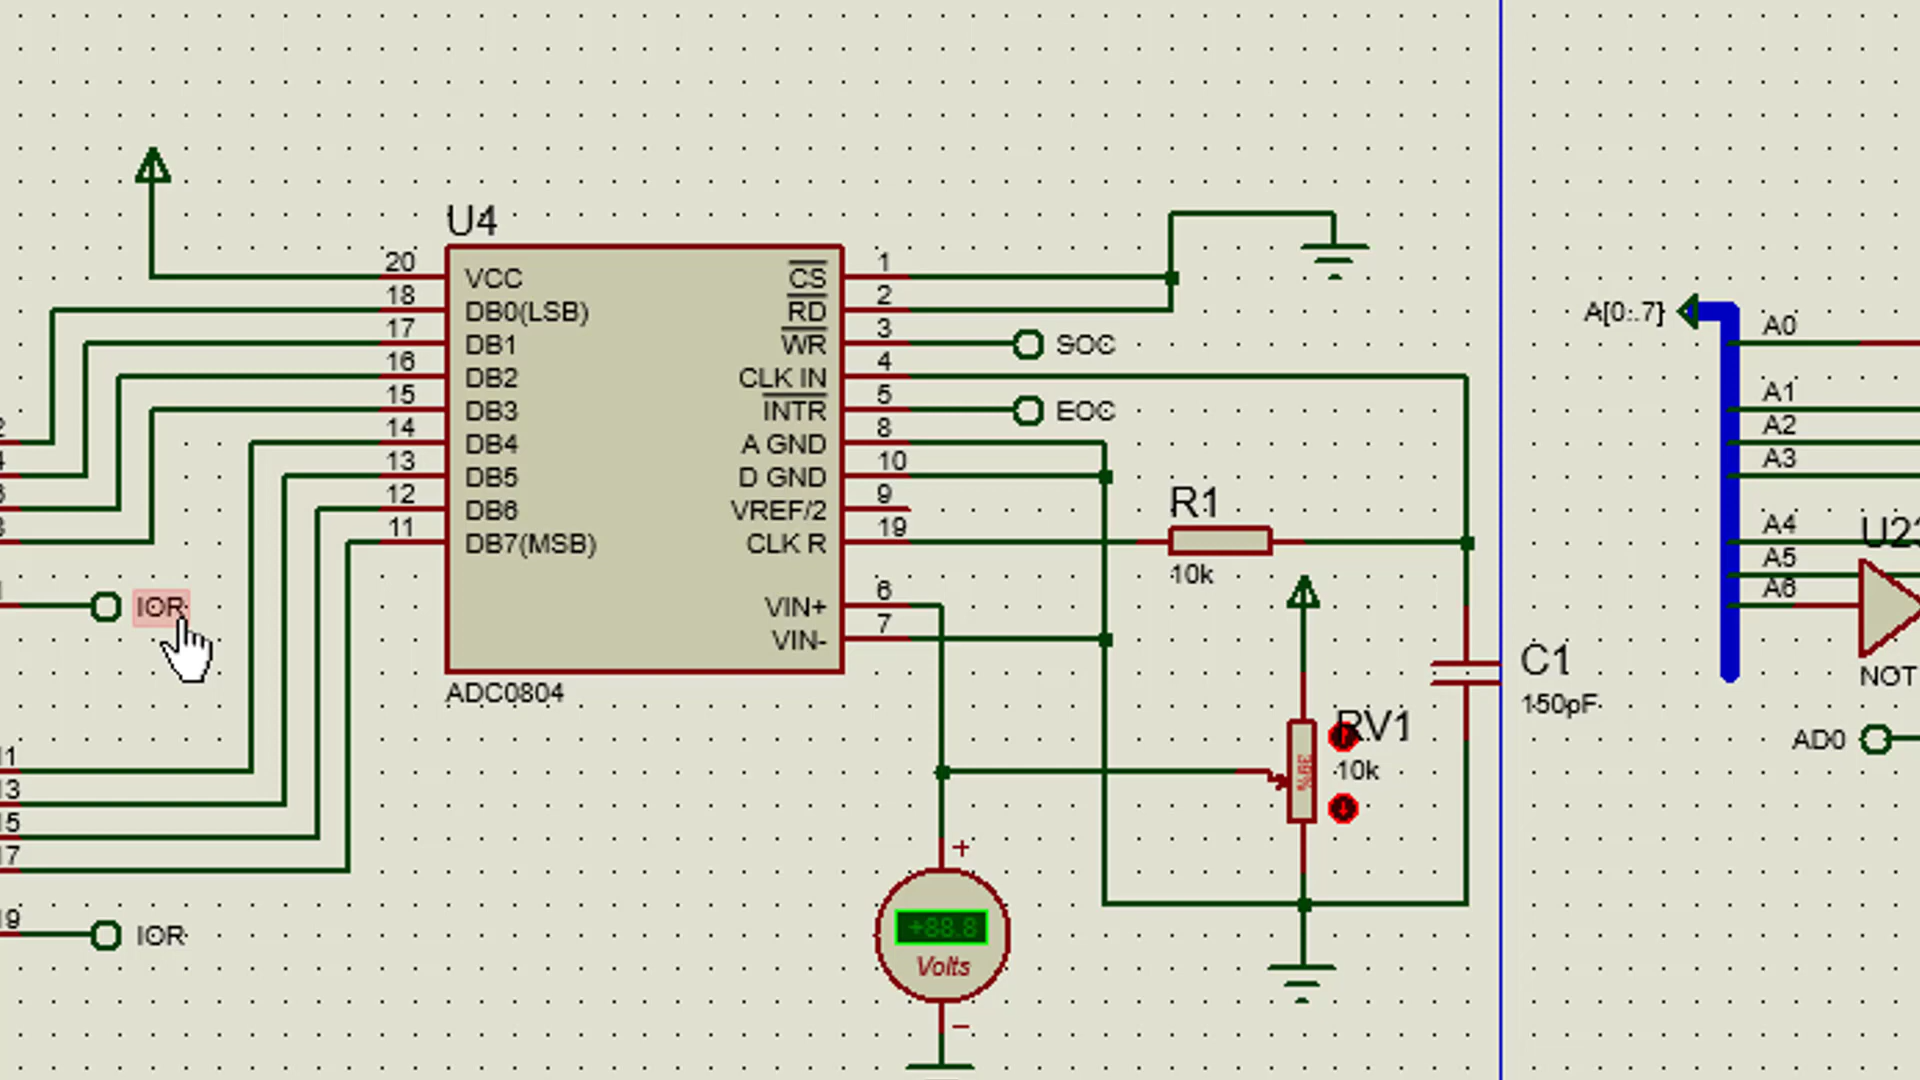 U4
20 VCC CS 1
18 DB0(LSB) RD 2
17 DB1 WR 3 SOC
16 DB2 CLK IN 4
15 DB3 INTR 5 EOC
14 DB4 A GND 8
13 DB5 D GND 10
12 DB6 VREF/2 9
11 DB7(MSB) CLK R 19
VIN+ 6
VIN- 7
ADC0804
IOR
IOR
R1
10k
RV1
10k
C1
150pF
+
+88.8
Volts
−
A[0..7]
A0
A1
A2
A3
A4
A5
A6
NOT
AD0